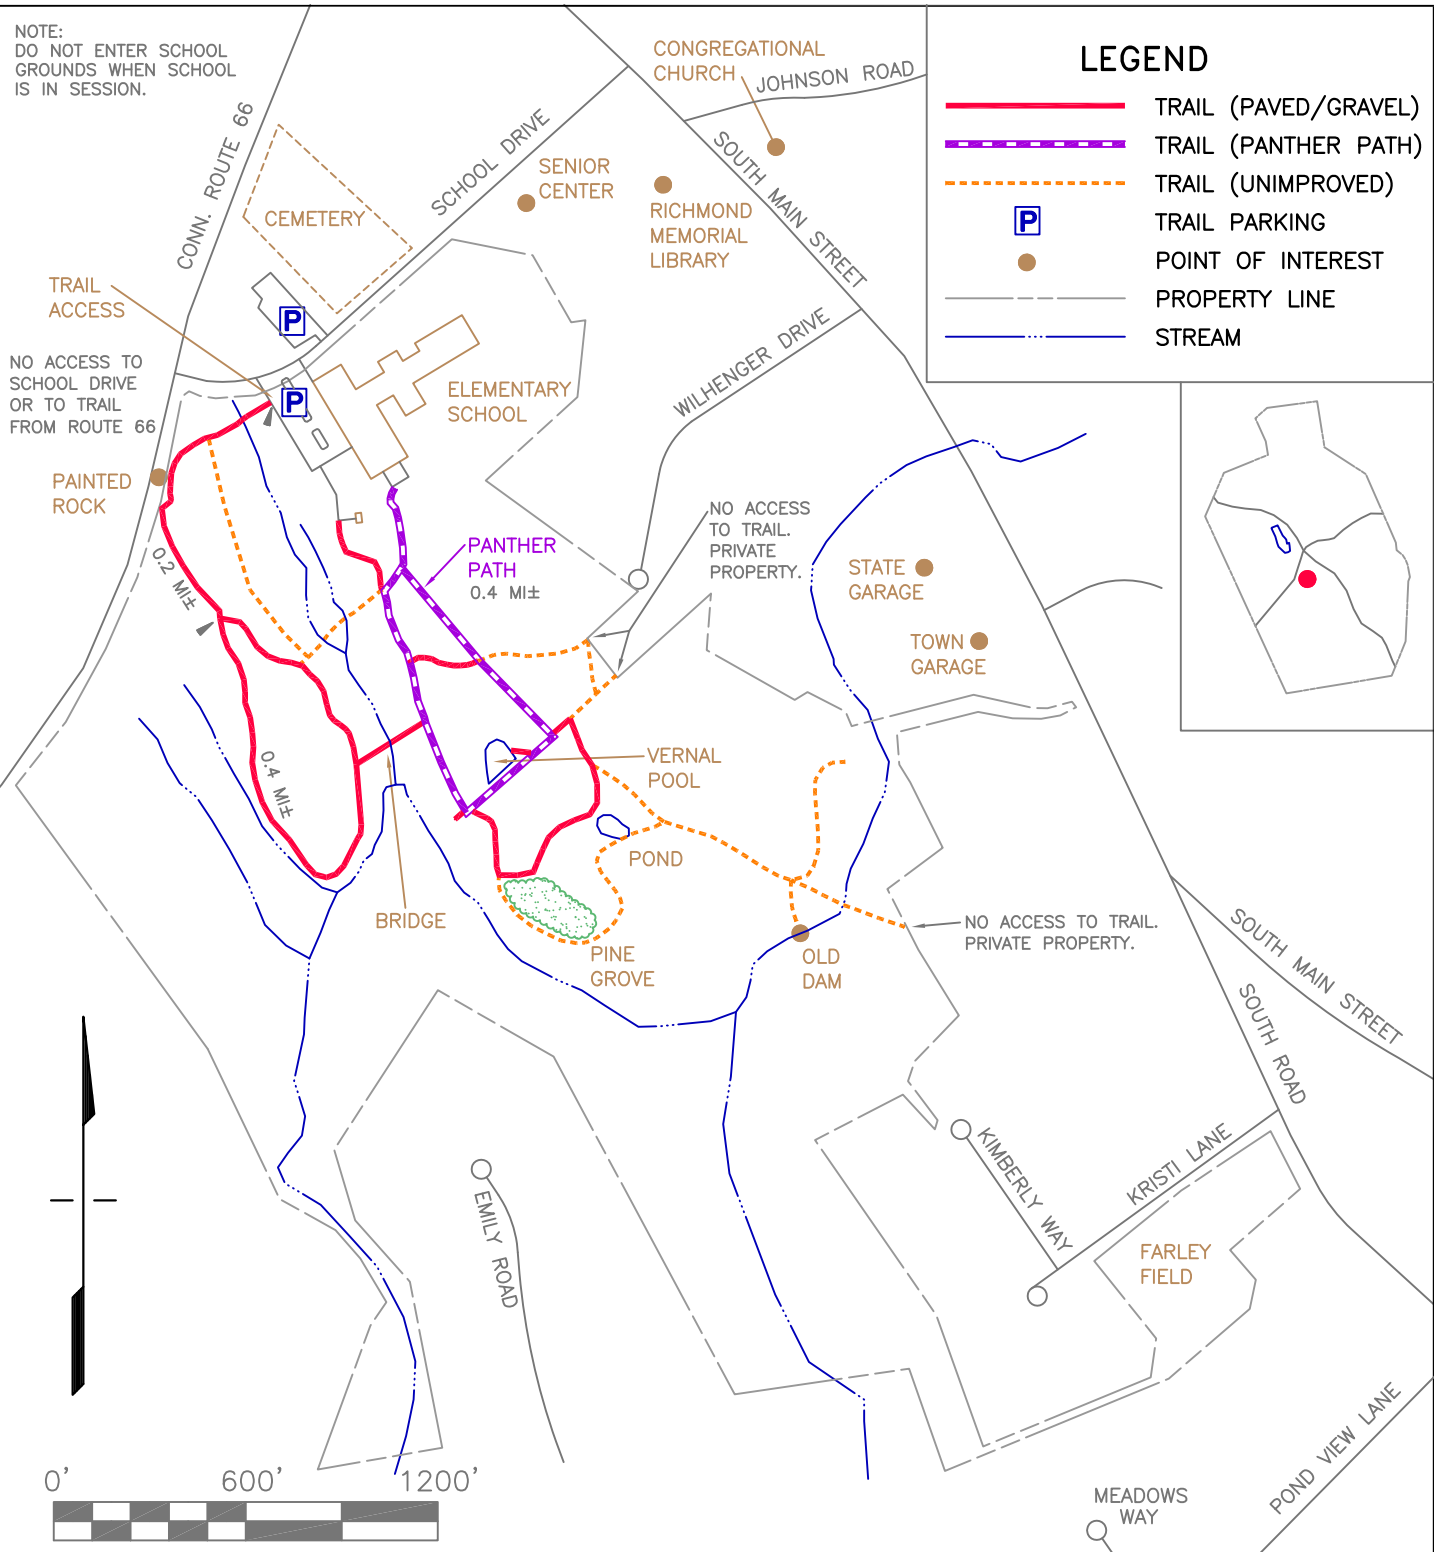 NOTE:
DO NOT ENTER SCHOOL
GROUNDS WHEN SCHOOL
IS IN SESSION.
CONN. ROUTE 66
CEMETERY
SCHOOL DRIVE
SENIOR
CENTER
CONGREGATIONAL
CHURCH
JOHNSON ROAD
RICHMOND
MEMORIAL
LIBRARY
SOUTH MAIN STREET
LEGEND
TRAIL (PAVED/GRAVEL)
TRAIL (PANTHER PATH)
TRAIL (UNIMPROVED)
P
TRAIL PARKING
POINT OF INTEREST
PROPERTY LINE
STREAM
TRAIL
ACCESS
P
NO ACCESS TO
SCHOOL DRIVE
OR TO TRAIL
FROM ROUTE 66
P
ELEMENTARY
SCHOOL
WILHENGER DRIVE
PAINTED
ROCK
0.2 MI±
PANTHER
PATH
0.4 MI±
NO ACCESS
TO TRAIL.
PRIVATE
PROPERTY.
STATE
GARAGE
TOWN
GARAGE
0.4 MI±
VERNAL
POOL
POND
BRIDGE
PINE
GROVE
OLD
DAM
NO ACCESS TO TRAIL.
PRIVATE PROPERTY.
SOUTH MAIN STREET
SOUTH ROAD
KIMBERLY WAY
KRISTI LANE
EMILY ROAD
FARLEY
FIELD
POND VIEW LANE
MEADOWS
WAY
0' 600' 1200'